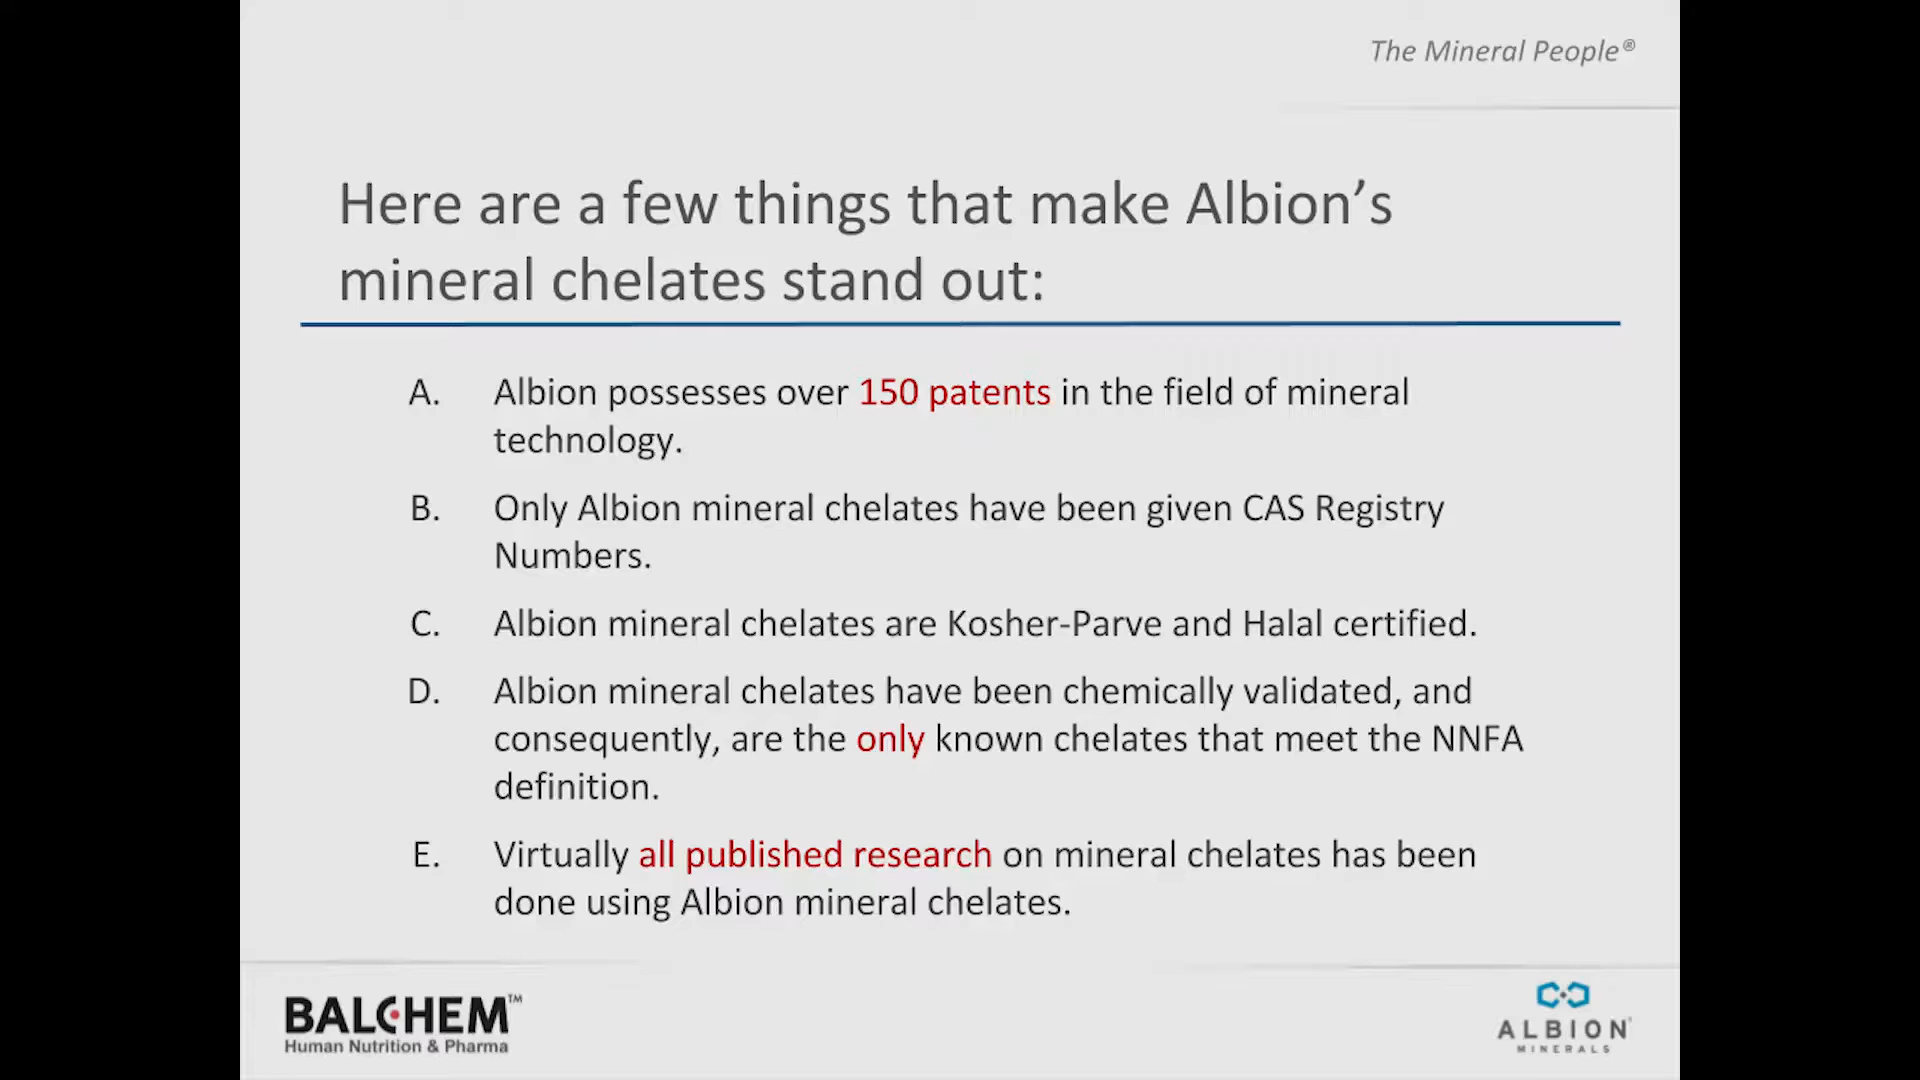 The Mineral People®
Here are a few things that make Albion’s
mineral chelates stand out:
A. Albion possesses over 150 patents in the field of mineral
technology.
B. Only Albion mineral chelates have been given CAS Registry
Numbers.
C. Albion mineral chelates are Kosher-Parve and Halal certified.
D. Albion mineral chelates have been chemically validated, and
consequently, are the only known chelates that meet the NNFA
definition.
E. Virtually all published research on mineral chelates has been
done using Albion mineral chelates.
BALCHEM™
Human Nutrition & Pharma
ALBION
MINERALS